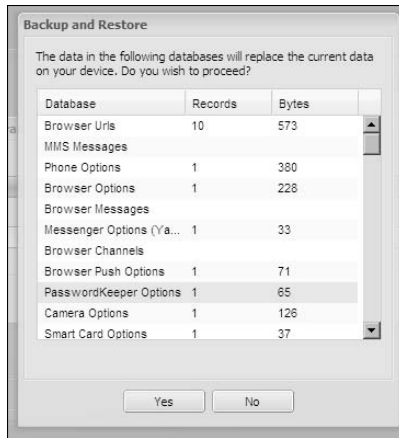 Backup and Restore
The data in the following databases will replace the current data
on your device. Do you wish to proceed?
Database Records Bytes
Browser Urls 10 573
MMS Messages
Phone Options 1 380
Browser Options 1 228
Browser Messages
Messenger Options (Ya... 1 33
Browser Channels
Browser Push Options 1 71
PasswordKeeper Options 1 65
Camera Options 1 126
Smart Card Options 1 37
Yes No